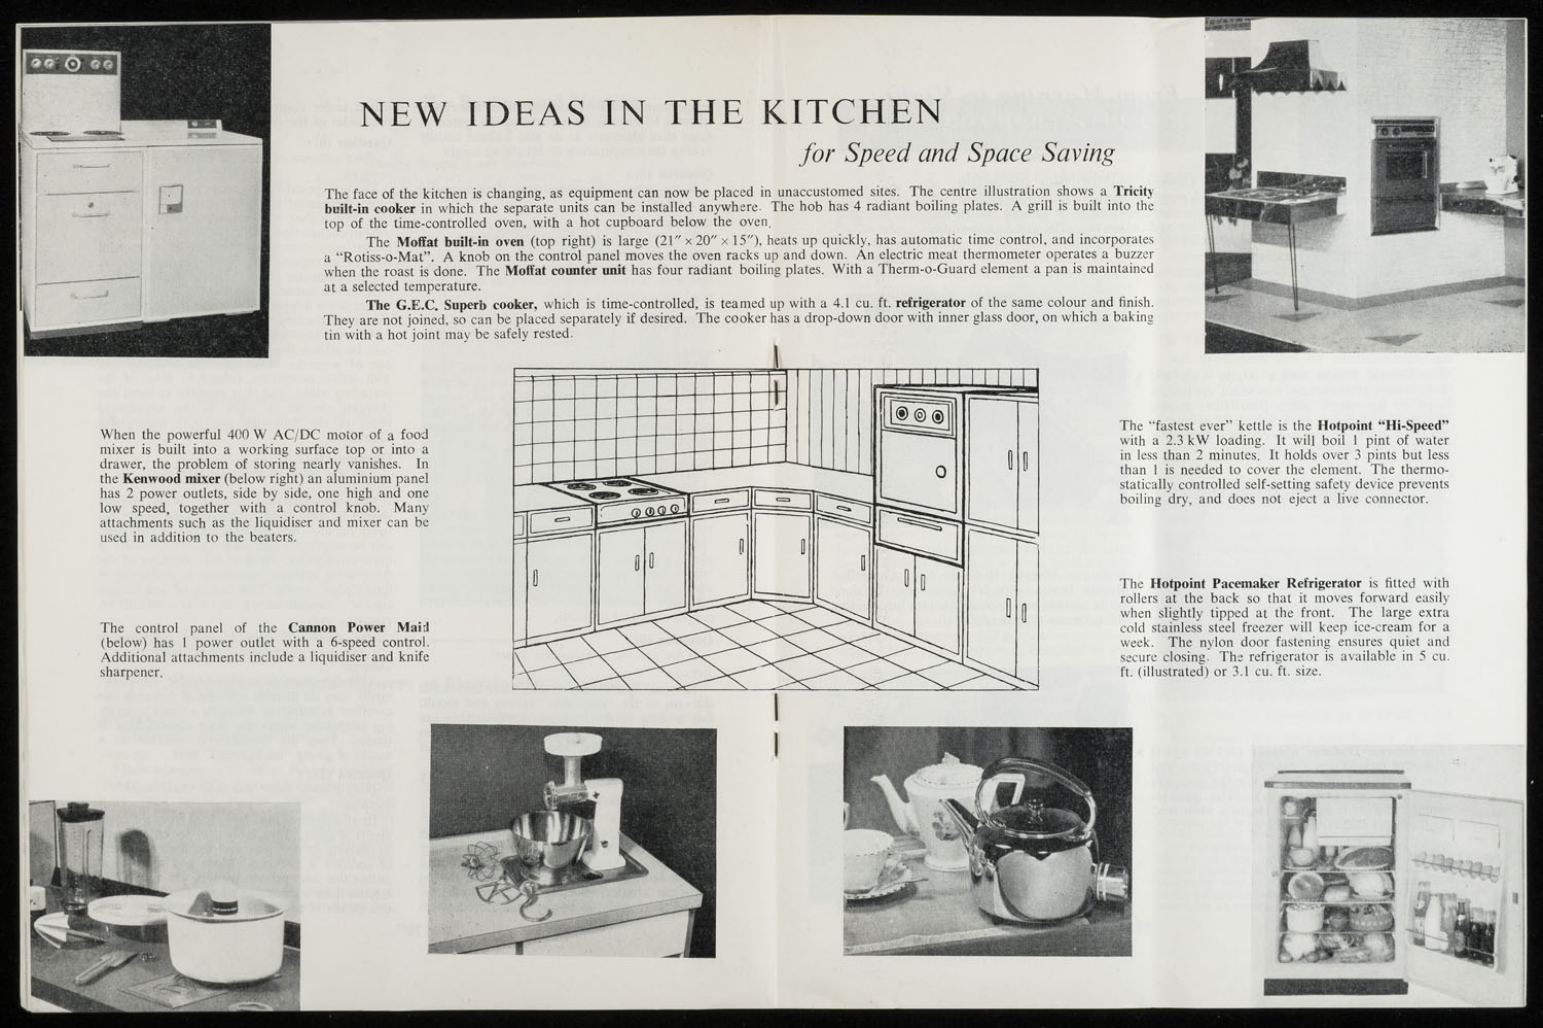 NEW IDEAS IN THE KITCHEN
for Speed and Space Saving
The face of the kitchen is changing, as equipment can now be placed in unaccustomed sites. The centre illustration shows a Tricity
built-in cooker in which the separate units can be installed anywhere. The hob has 4 radiant boiling plates. A grill is built into the
top of the time-controlled oven, with a hot cupboard below the oven.
The Moffat built-in oven (top right) is large (21″ × 20″ × 15″), heats up quickly, has automatic time control, and incorporates
a “Rotiss-o-Mat”. A knob on the control panel moves the oven racks up and down. An electric meat thermometer operates a buzzer
when the roast is done. The Moffat counter unit has four radiant boiling plates. With a Therm-o-Guard element a pan is maintained
at a selected temperature.
The G.E.C. Superb cooker, which is time-controlled, is teamed up with a 4.1 cu. ft. refrigerator of the same colour and finish.
They are not joined, so can be placed separately if desired. The cooker has a drop-down door with inner glass door, on which a baking
tin with a hot joint may be safely rested.
When the powerful 400 W AC/DC motor of a food
mixer is built into a working surface top or into a
drawer, the problem of storing nearly vanishes. In
the Kenwood mixer (below right) an aluminium panel
has 2 power outlets, side by side, one high and one
low speed, together with a control knob. Many
attachments such as the liquidiser and mixer can be
used in addition to the beaters.
The control panel of the Cannon Power Maid
(below) has 1 power outlet with a 6-speed control.
Additional attachments include a liquidiser and knife
sharpener.
The “fastest ever” kettle is the Hotpoint “Hi-Speed”
with a 2.3 kW loading. It will boil 1 pint of water
in less than 2 minutes. It holds over 3 pints but less
than 1 is needed to cover the element. The thermo-
statically controlled self-setting safety device prevents
boiling dry, and does not eject a live connector.
The Hotpoint Pacemaker Refrigerator is fitted with
rollers at the back so that it moves forward easily
when slightly tipped at the front. The large extra
cold stainless steel freezer will keep ice-cream for a
week. The nylon door fastening ensures quiet and
secure closing. The refrigerator is available in 5 cu.
ft. (illustrated) or 3.1 cu. ft. size.